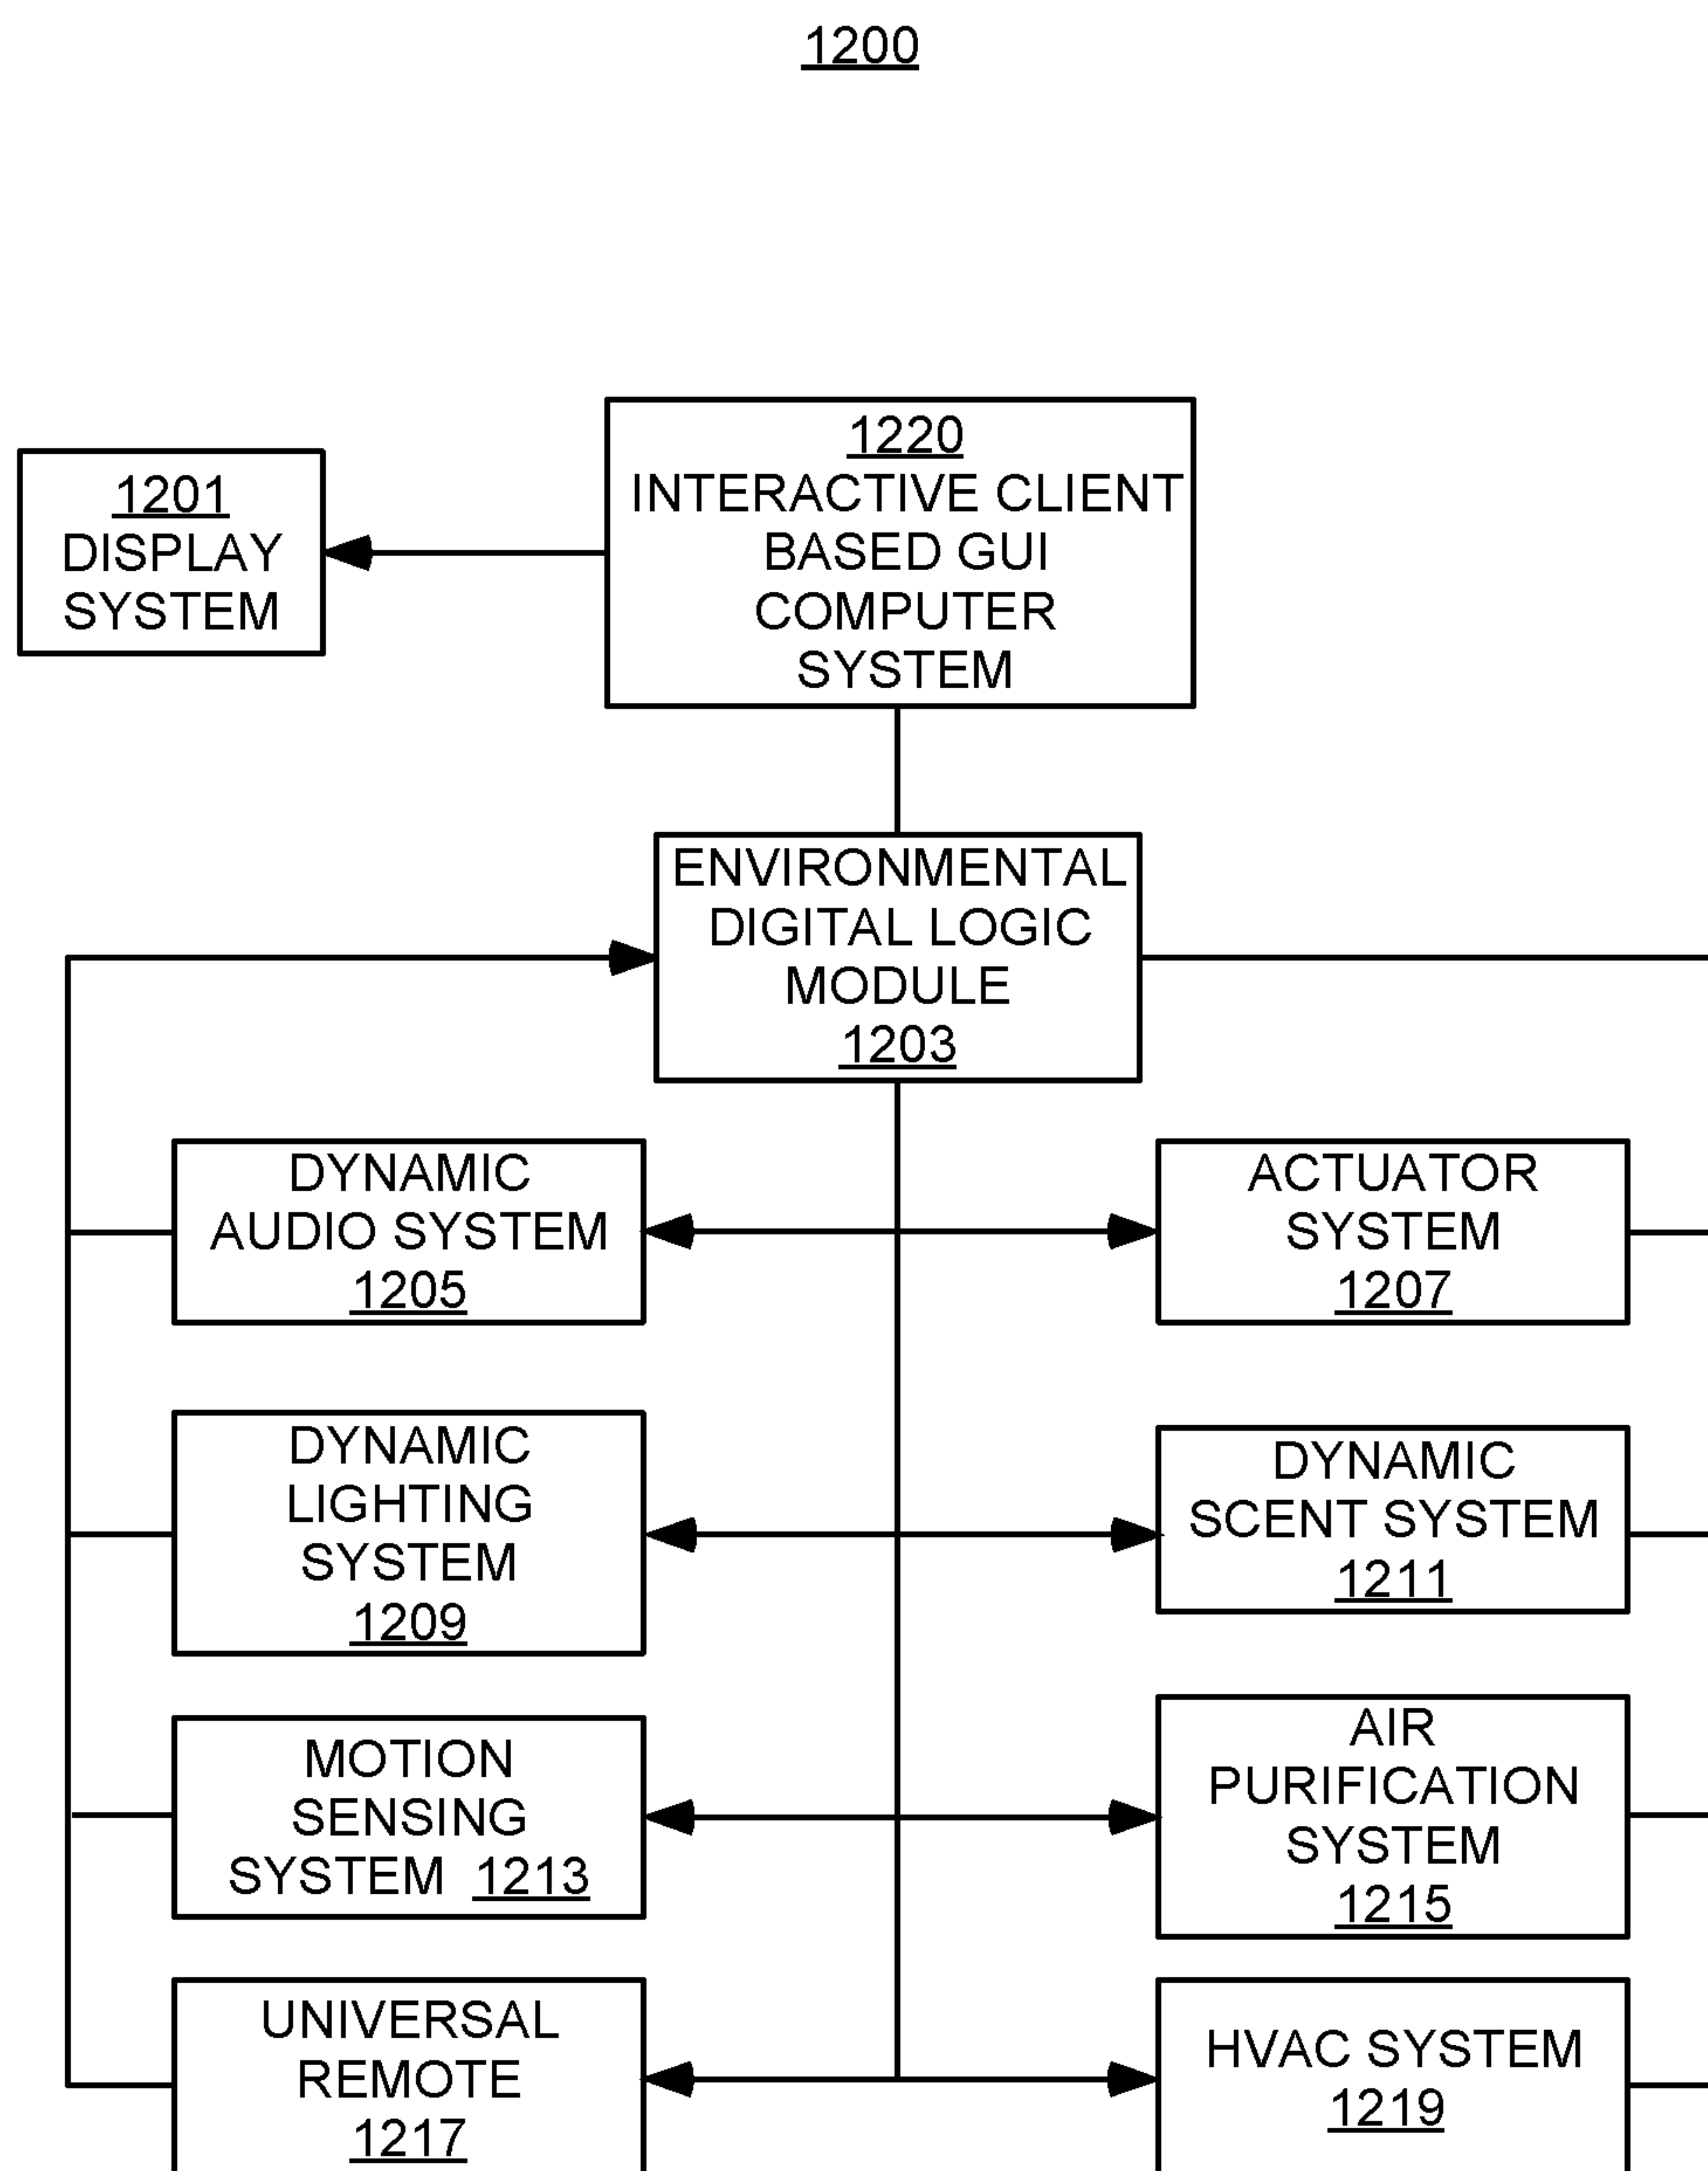 1200
1220
INTERACTIVE CLIENT
BASED GUI
COMPUTER
SYSTEM
1201
DISPLAY
SYSTEM
ENVIRONMENTAL
DIGITAL LOGIC
MODULE
1203
DYNAMIC
AUDIO SYSTEM
1205
ACTUATOR
SYSTEM
1207
DYNAMIC
LIGHTING
SYSTEM
1209
DYNAMIC
SCENT SYSTEM
1211
MOTION
SENSING
SYSTEM 1213
AIR
PURIFICATION
SYSTEM
1215
UNIVERSAL
REMOTE
1217
HVAC SYSTEM
1219